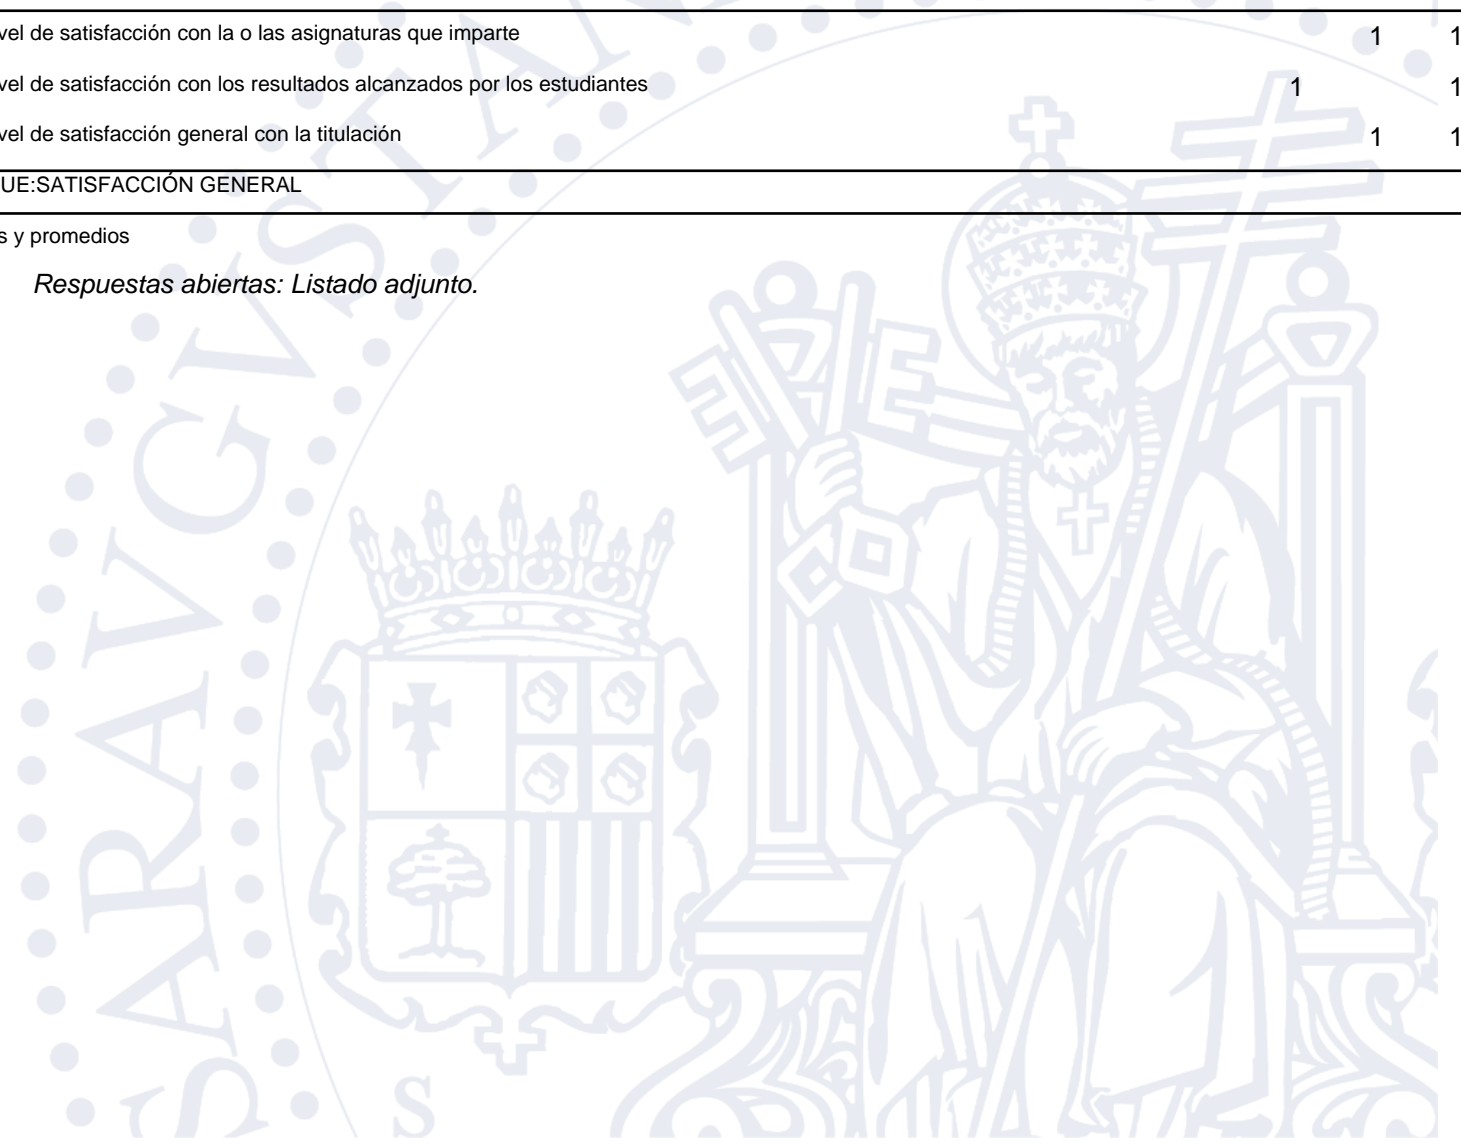 vel de satisfacción con la o las asignaturas que imparte 1 1
vel de satisfacción con los resultados alcanzados por los estudiantes 1 1
vel de satisfacción general con la titulación 1 1
UE:SATISFACCIÓN GENERAL
s y promedios
Respuestas abiertas: Listado adjunto.
SARAVGVSTAN
S